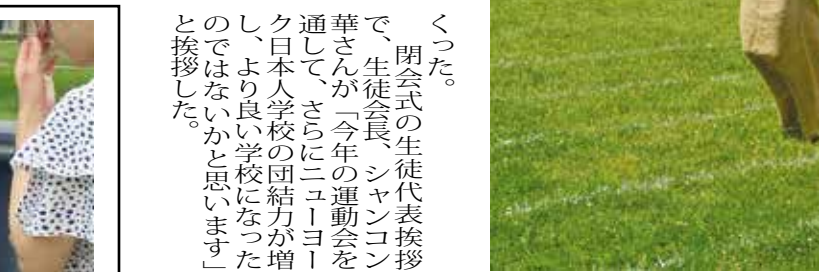 くった。
閉会式の生徒代表挨拶
で、生徒会長、シャンコン
華さんが「今年の運動会を
通して、さらにニューヨー
ク日本人学校の団結力が増
し、より良い学校になった
のではないかと思います」
と挨拶した。